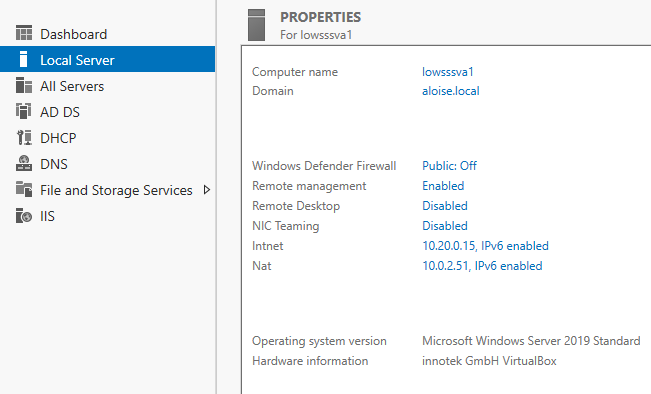 Dashboard
Local Server
All Servers
AD DS
DHCP
DNS
File and Storage Services
IIS
PROPERTIES
For lowsssva1
Computer name lowsssva1
Domain aloise.local
Windows Defender Firewall Public: Off
Remote management Enabled
Remote Desktop Disabled
NIC Teaming Disabled
Intnet 10.20.0.15, IPv6 enabled
Nat 10.0.2.51, IPv6 enabled
Operating system version Microsoft Windows Server 2019 Standard
Hardware information innotek GmbH VirtualBox